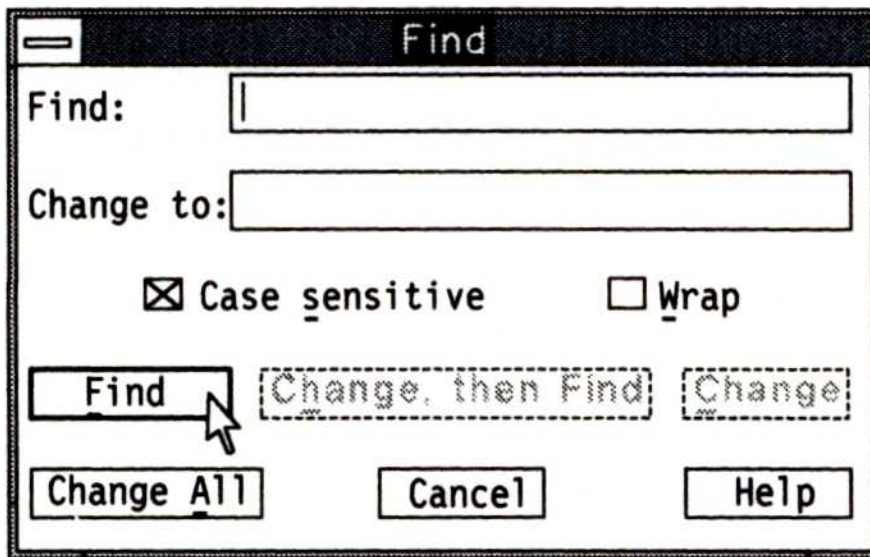 Find
Find:
Change to:
Case sensitive Wrap
Find Change, then Find Change
Change All Cancel Help